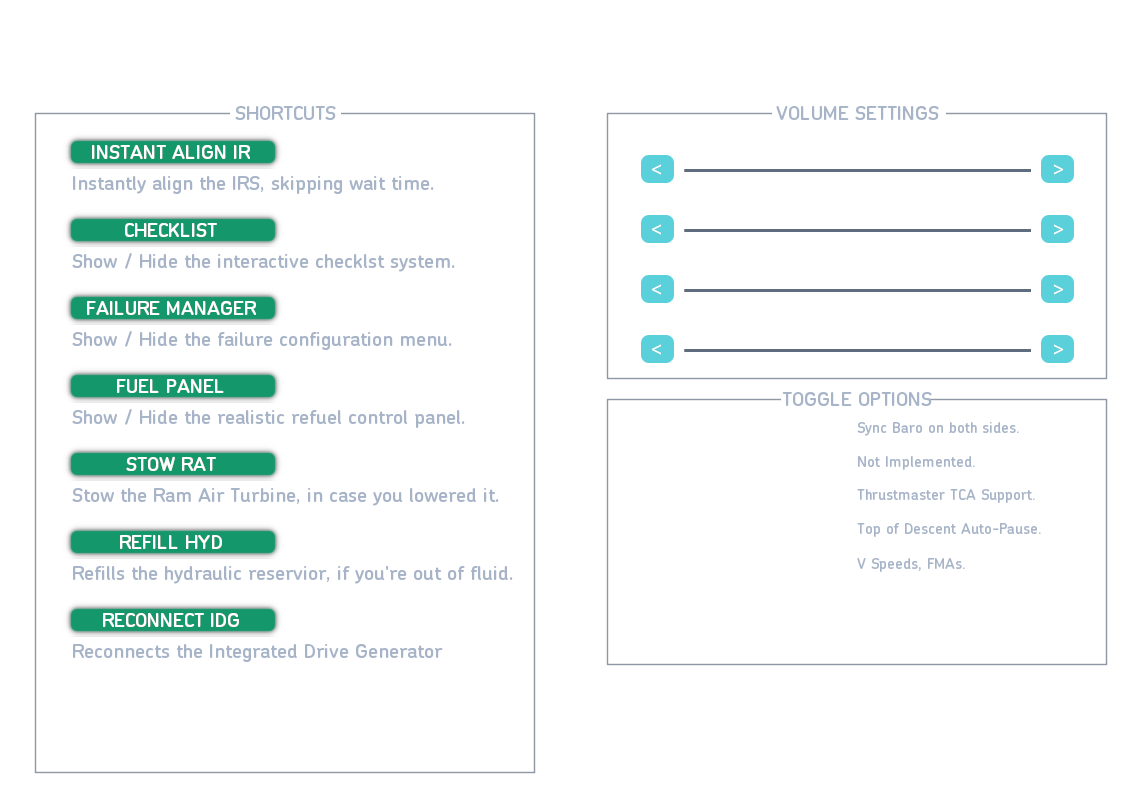 SHORTCUTS
INSTANT ALIGN IR
Instantly align the IRS, skipping wait time.
CHECKLIST
Show / Hide the interactive checklst system.
FAILURE MANAGER
Show / Hide the failure configuration menu.
FUEL PANEL
Show / Hide the realistic refuel control panel.
STOW RAT
Stow the Ram Air Turbine, in case you lowered it.
REFILL HYD
Refills the hydraulic reservior, if you're out of fluid.
RECONNECT IDG
Reconnects the Integrated Drive Generator
VOLUME SETTINGS
< >
< >
< >
< >
TOGGLE OPTIONS
Sync Baro on both sides.
Not Implemented.
Thrustmaster TCA Support.
Top of Descent Auto-Pause.
V Speeds, FMAs.